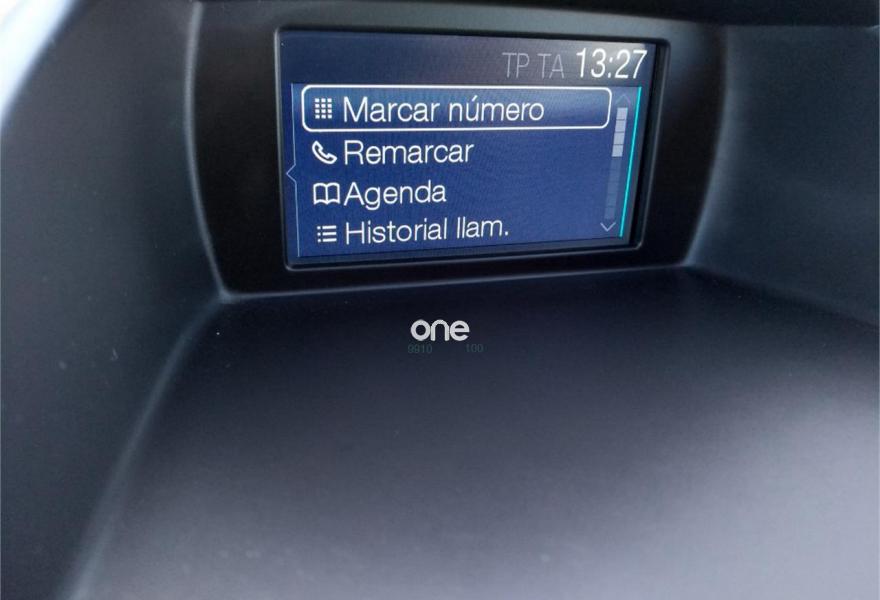 TP TA 13:27
Marcar número
Remarcar
Agenda
Historial llam.
one
9910 100